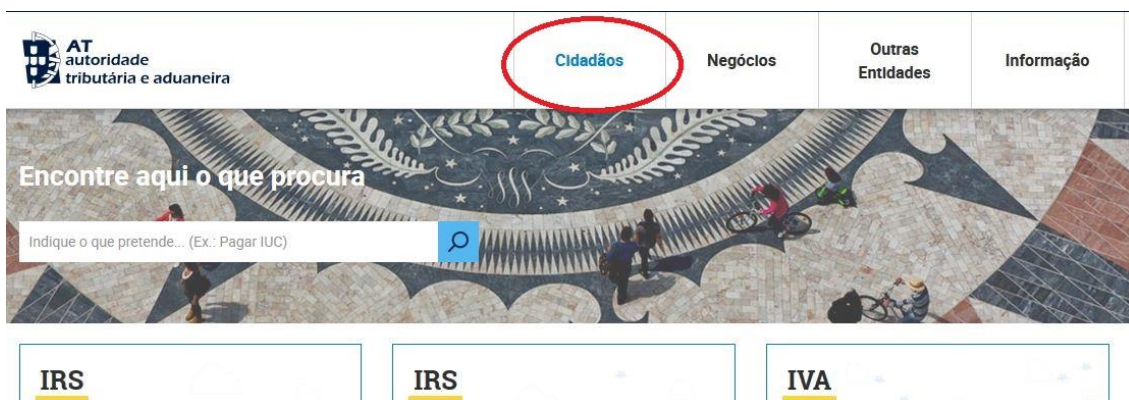 AT
autoridade
tributária e aduaneira
Cidadãos
Negócios
Outras
Entidades
Informação
Encontre aqui o que procura
Indique o que pretende... (Ex.: Pagar IUC)
IRS
IRS
IVA